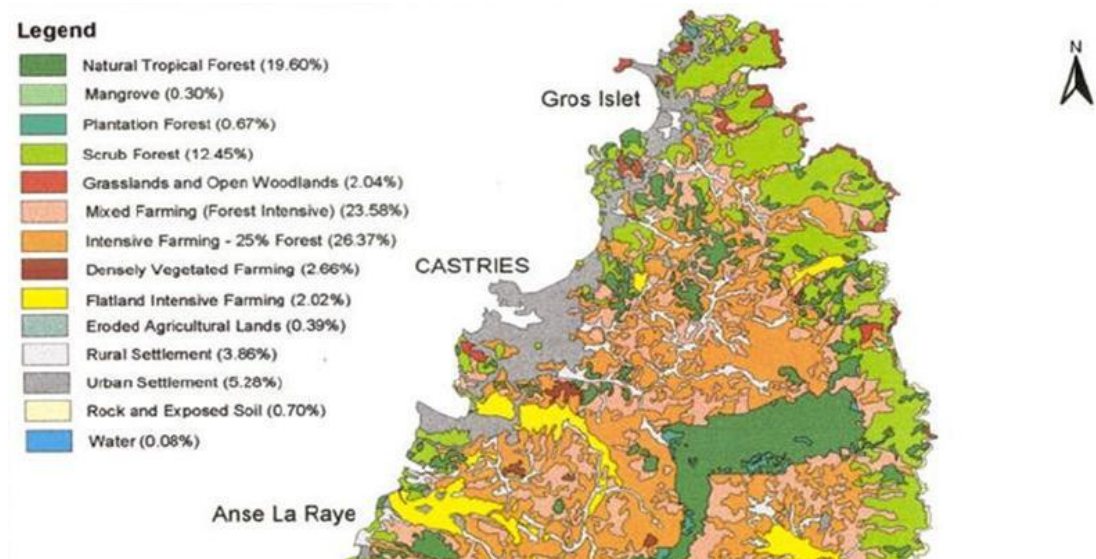 Legend
Natural Tropical Forest (19.60%)
Mangrove (0.30%)
Plantation Forest (0.67%)
Scrub Forest (12.45%)
Grasslands and Open Woodlands (2.04%)
Mixed Farming (Forest Intensive) (23.58%)
Intensive Farming - 25% Forest (26.37%)
Densely Vegetated Farming (2.66%)
Flatland Intensive Farming (2.02%)
Eroded Agricultural Lands (0.39%)
Rural Settlement (3.86%)
Urban Settlement (5.28%)
Rock and Exposed Soil (0.70%)
Water (0.08%)
N
Gros Islet
CASTRIES
Anse La Raye